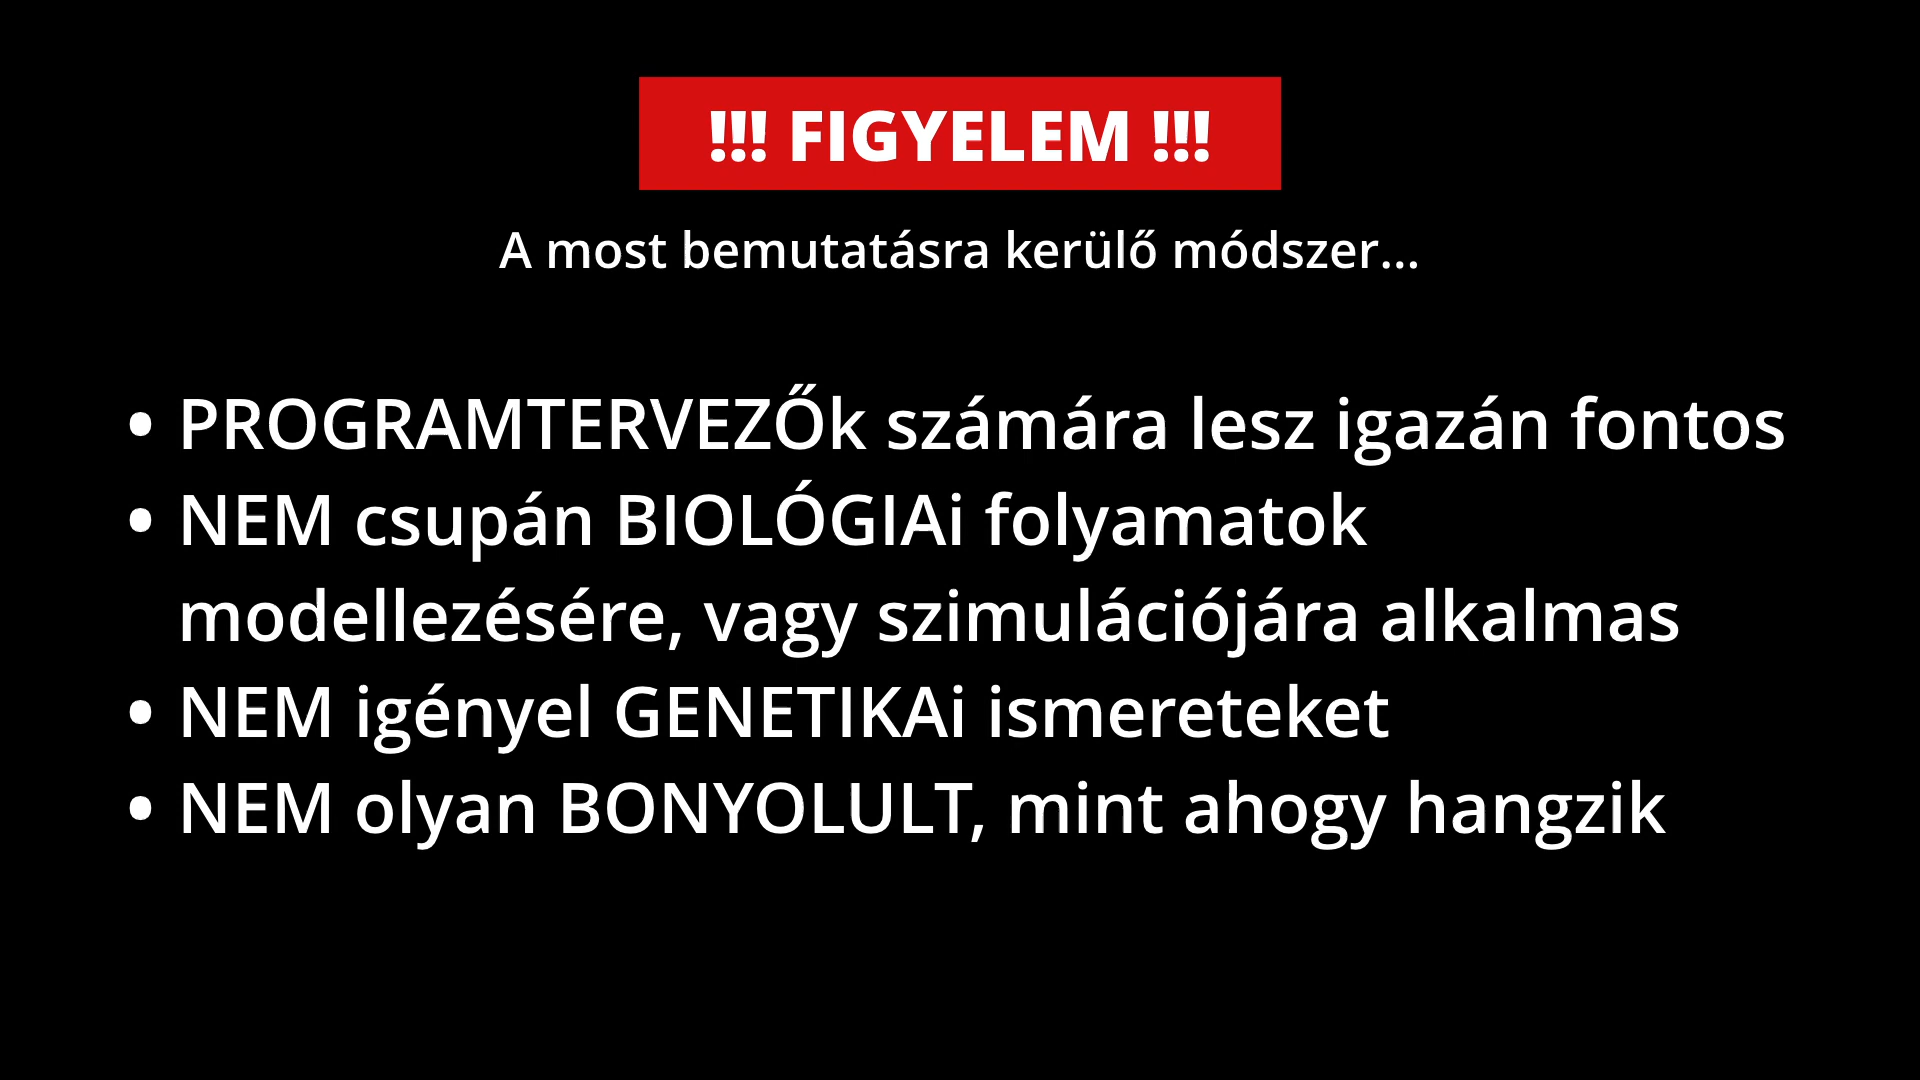 !!! FIGYELEM !!!
A most bemutatásra kerülő módszer...
• PROGRAMTERVEZŐk számára lesz igazán fontos
• NEM csupán BIOLÓGIAi folyamatok
modellezésére, vagy szimulációjára alkalmas
• NEM igényel GENETIKAi ismereteket
• NEM olyan BONYOLULT, mint ahogy hangzik